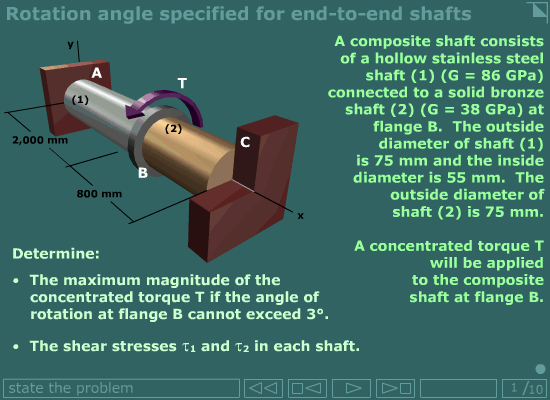 Rotation angle specified for end-to-end shafts
y
A
T
(1)
(2)
C
2,000 mm
B
800 mm
x
A composite shaft consists
of a hollow stainless steel
shaft (1) (G = 86 GPa)
connected to a solid bronze
shaft (2) (G = 38 GPa) at
flange B. The outside
diameter of shaft (1)
is 75 mm and the inside
diameter is 55 mm. The
outside diameter of
shaft (2) is 75 mm.
A concentrated torque T
will be applied
to the composite
shaft at flange B.
Determine:
• The maximum magnitude of the
concentrated torque T if the angle of
rotation at flange B cannot exceed 3°.
• The shear stresses τ1 and τ2 in each shaft.
state the problem
1 /10